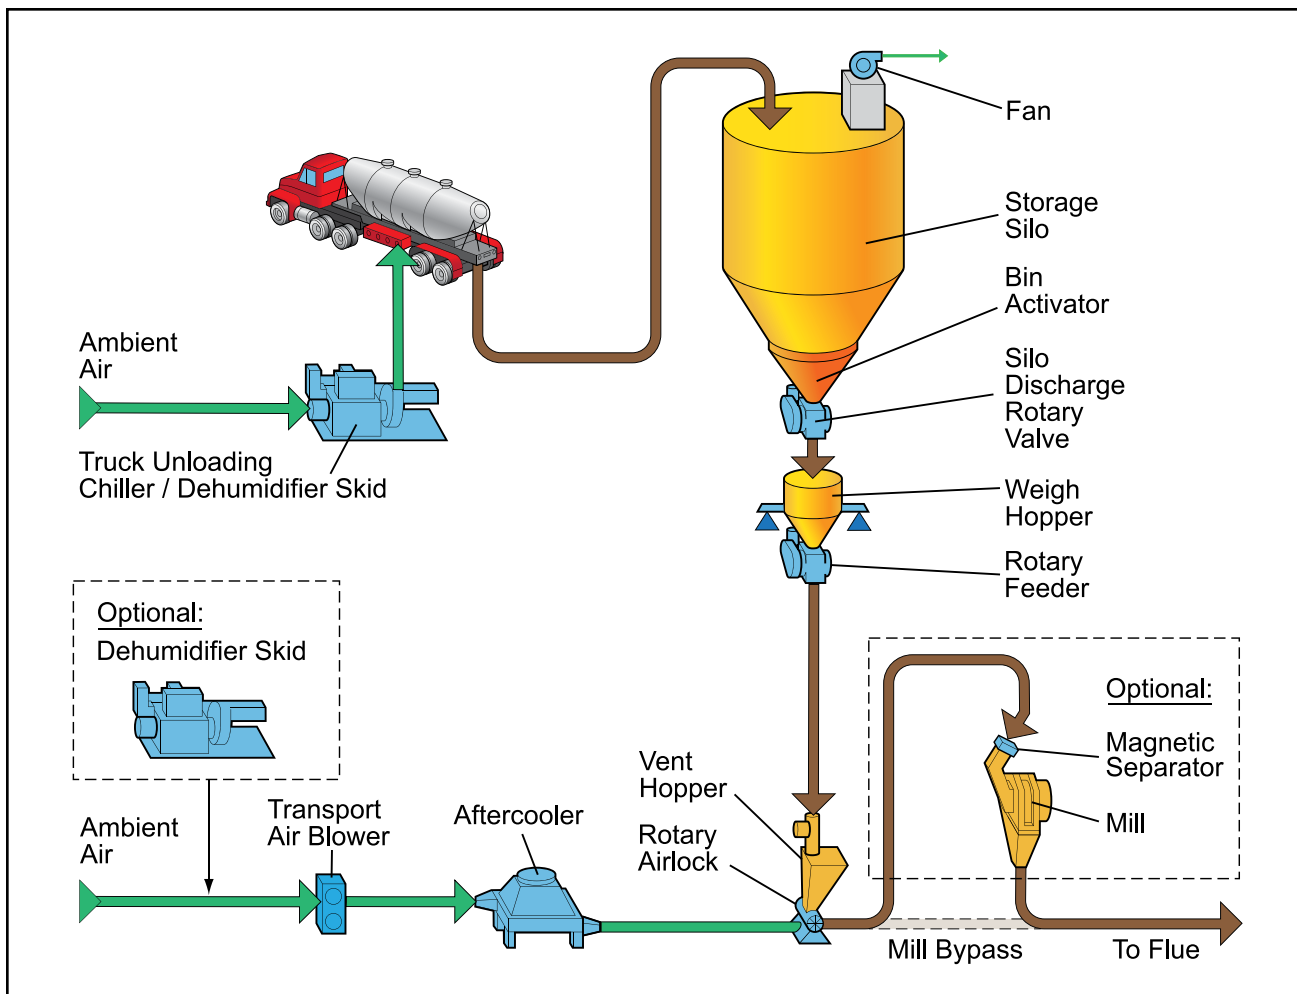 Fan
Storage
Silo
Bin
Activator
Silo
Discharge
Rotary
Valve
Ambient
Air
Truck Unloading
Chiller / Dehumidifier Skid
Weigh
Hopper
Rotary
Feeder
Optional:
Dehumidifier Skid
Optional:
Magnetic
Separator
Mill
Vent
Hopper
Rotary
Airlock
Ambient
Air
Transport
Air Blower
Aftercooler
Mill Bypass
To Flue